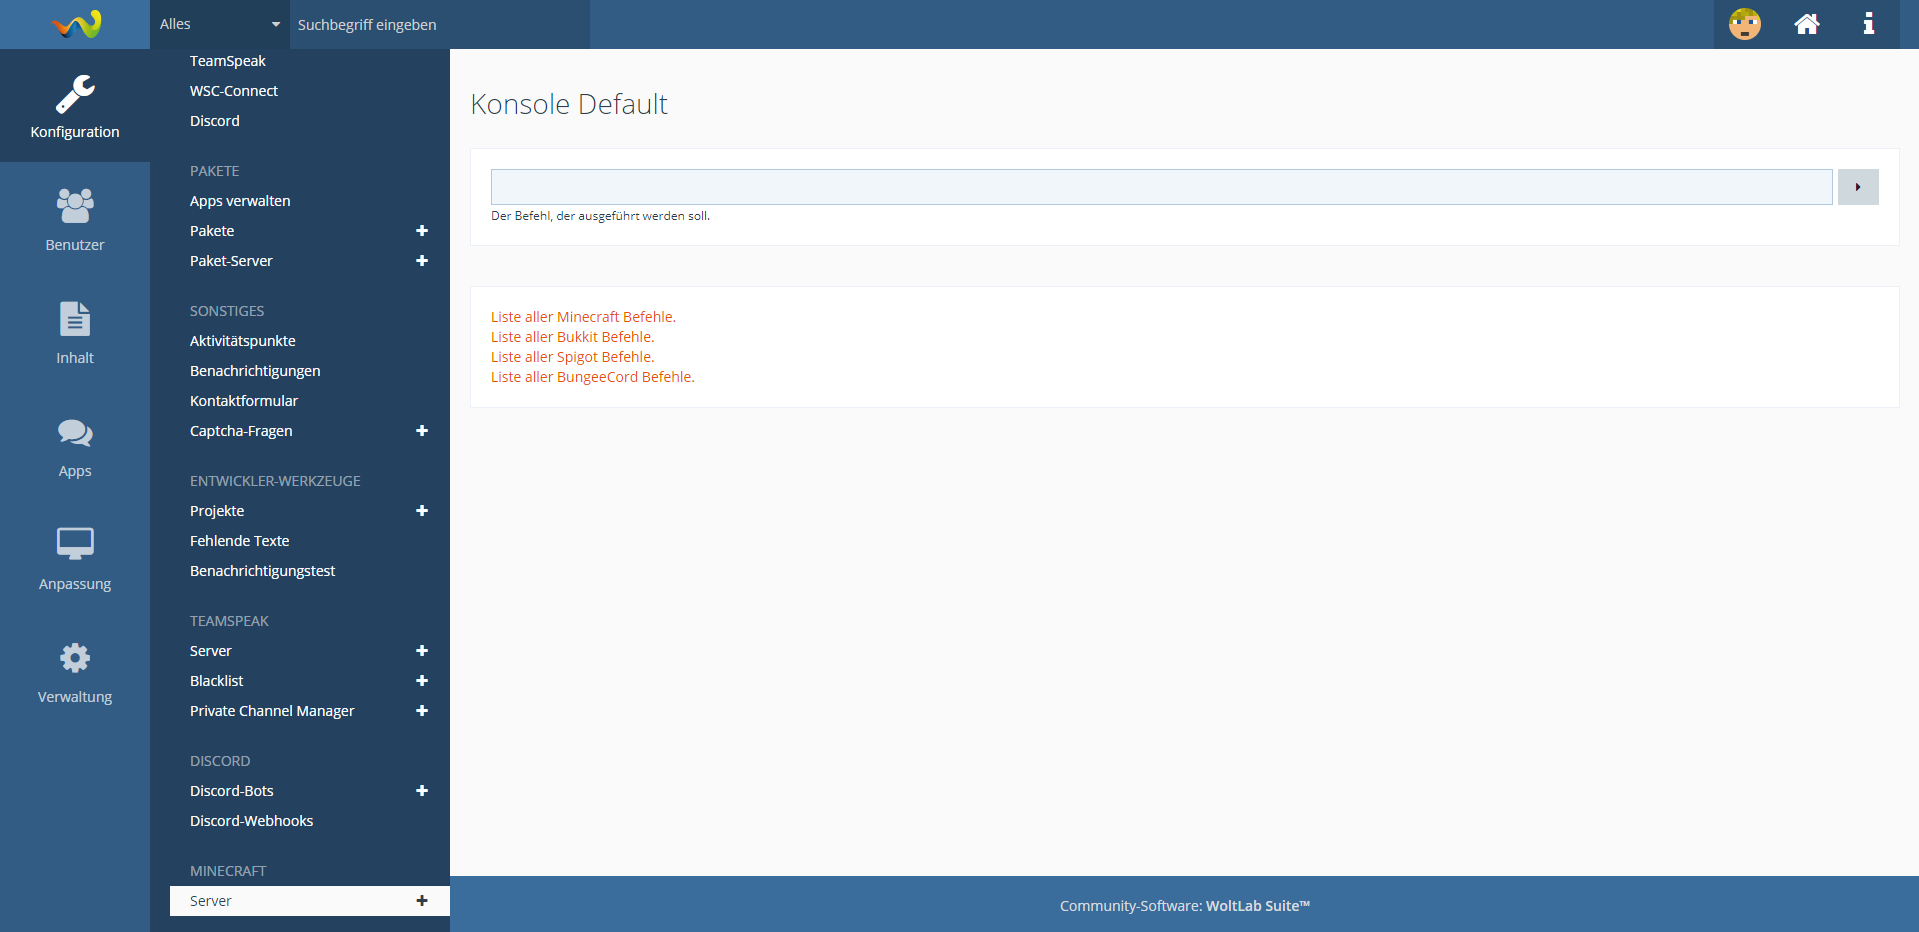 Alles
Suchbegriff eingeben
Konfiguration
Benutzer
Inhalt
Apps
Anpassung
Verwaltung
TeamSpeak
WSC-Connect
Discord
PAKETE
Apps verwalten
Pakete
Paket-Server
SONSTIGES
Aktivitätspunkte
Benachrichtigungen
Kontaktformular
Captcha-Fragen
ENTWICKLER-WERKZEUGE
Projekte
Fehlende Texte
Benachrichtigungstest
TEAMSPEAK
Server
Blacklist
Private Channel Manager
DISCORD
Discord-Bots
Discord-Webhooks
MINECRAFT
Server
Konsole Default
Der Befehl, der ausgeführt werden soll.
Liste aller Minecraft Befehle.
Liste aller Bukkit Befehle.
Liste aller Spigot Befehle.
Liste aller BungeeCord Befehle.
Community-Software: WoltLab Suite™